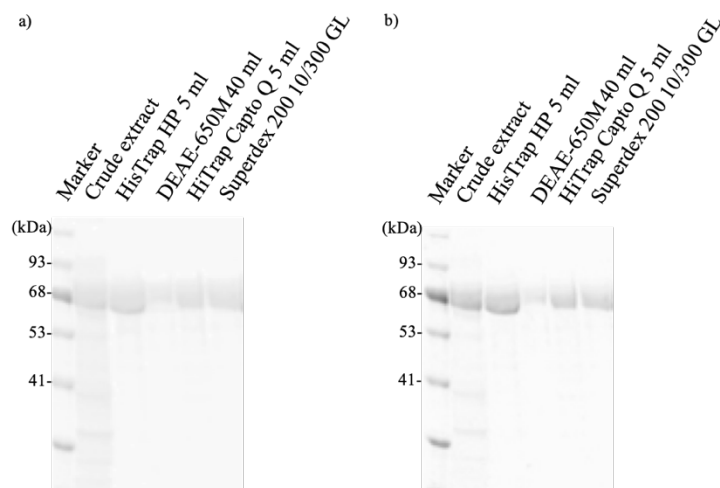 a)
Marker
Crude extract
HisTrap HP 5 ml
DEAE-650M 40 ml
HiTrap Capto Q 5 ml
Superdex 200 10/300 GL
(kDa)
93-
68-
53-
41-
b)
Marker
Crude extract
HisTrap HP 5 ml
DEAE-650M 40 ml
HiTrap Capto Q 5 ml
Superdex 200 10/300 GL
(kDa)
93-
68-
53-
41-